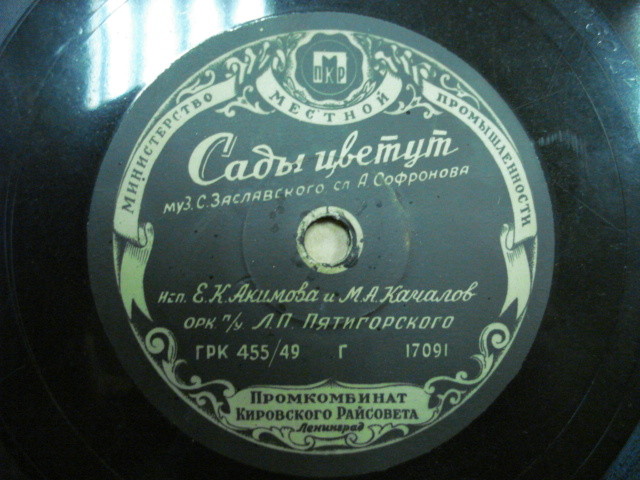 ПКР
МИНИСТЕРСТВО МЕСТНОЙ ПРОМЫШЛЕННОСТИ
Сады цветут
муз. С. Заславского, сл А. Софронова
Исп. Е.К. Акимова и М.А. Качалов
орк п/у Л.П. Пятигорского
ГРК 455/49 Г 17091
ПРОМКОМБИНАТ
КИРОВСКОГО РАЙСОВЕТА
Ленинград